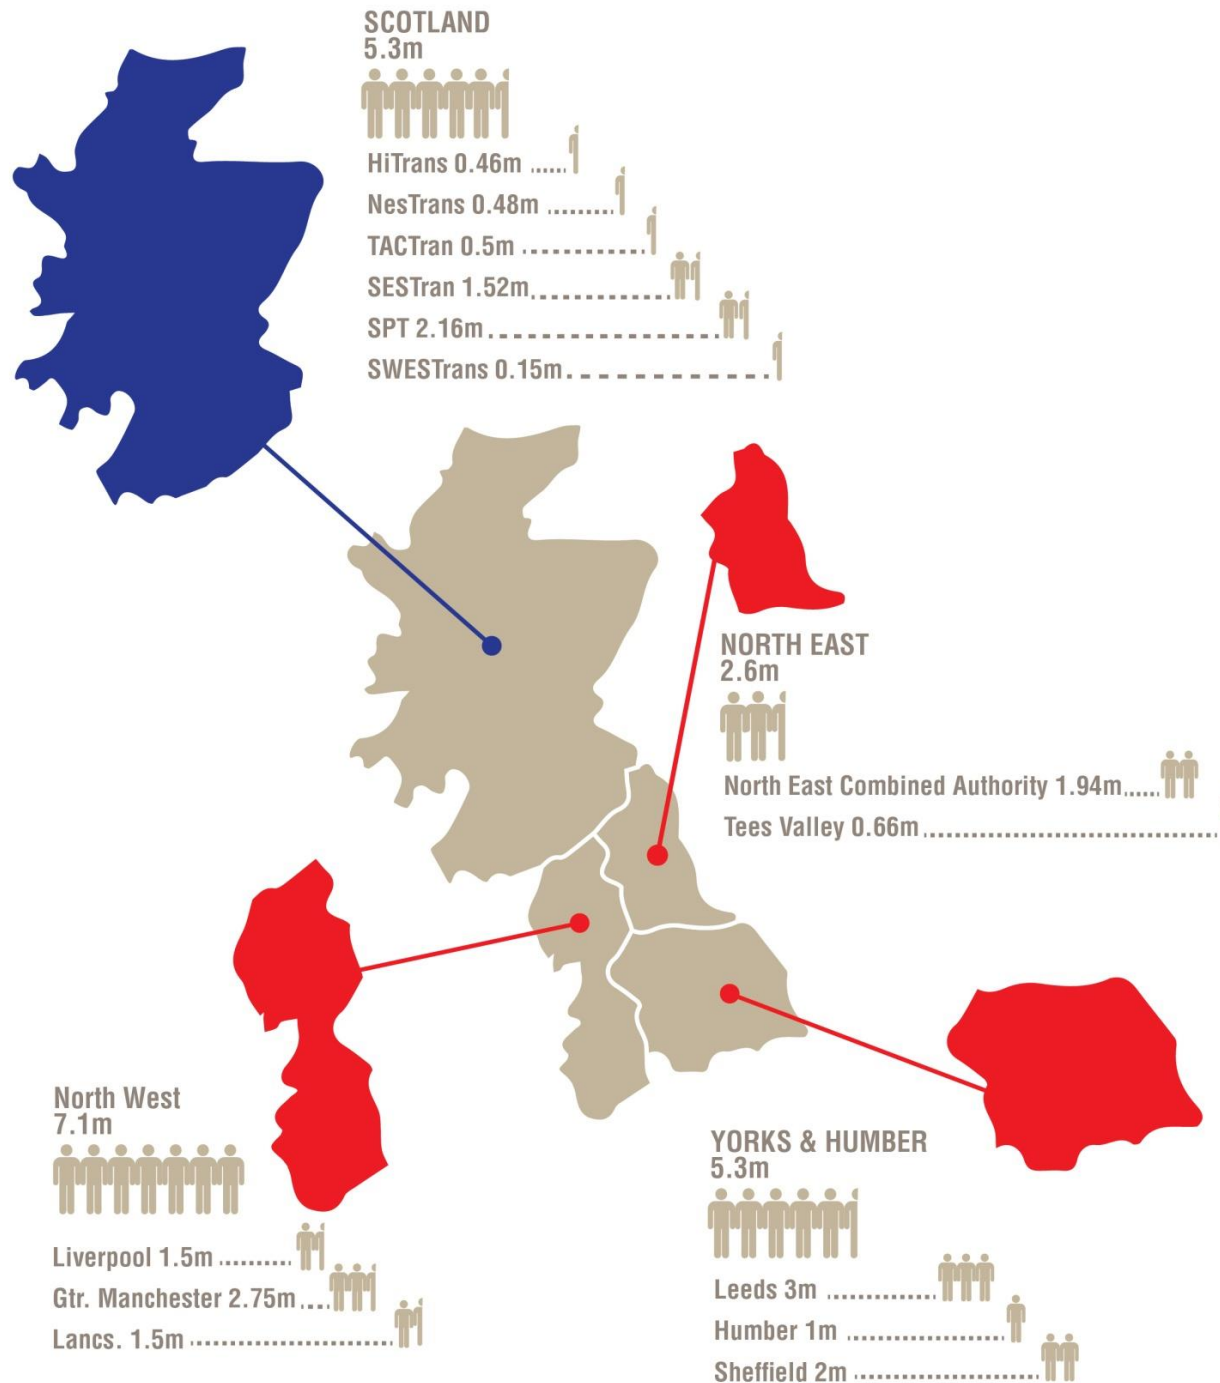 SCOTLAND
5.3m
HiTrans 0.46m
NesTrans 0.48m
TACTran 0.5m
SESTran 1.52m
SPT 2.16m
SWESTrans 0.15m
NORTH EAST
2.6m
North East Combined Authority 1.94m
Tees Valley 0.66m
North West
7.1m
Liverpool 1.5m
Gtr. Manchester 2.75m
Lancs. 1.5m
YORKS & HUMBER
5.3m
Leeds 3m
Humber 1m
Sheffield 2m